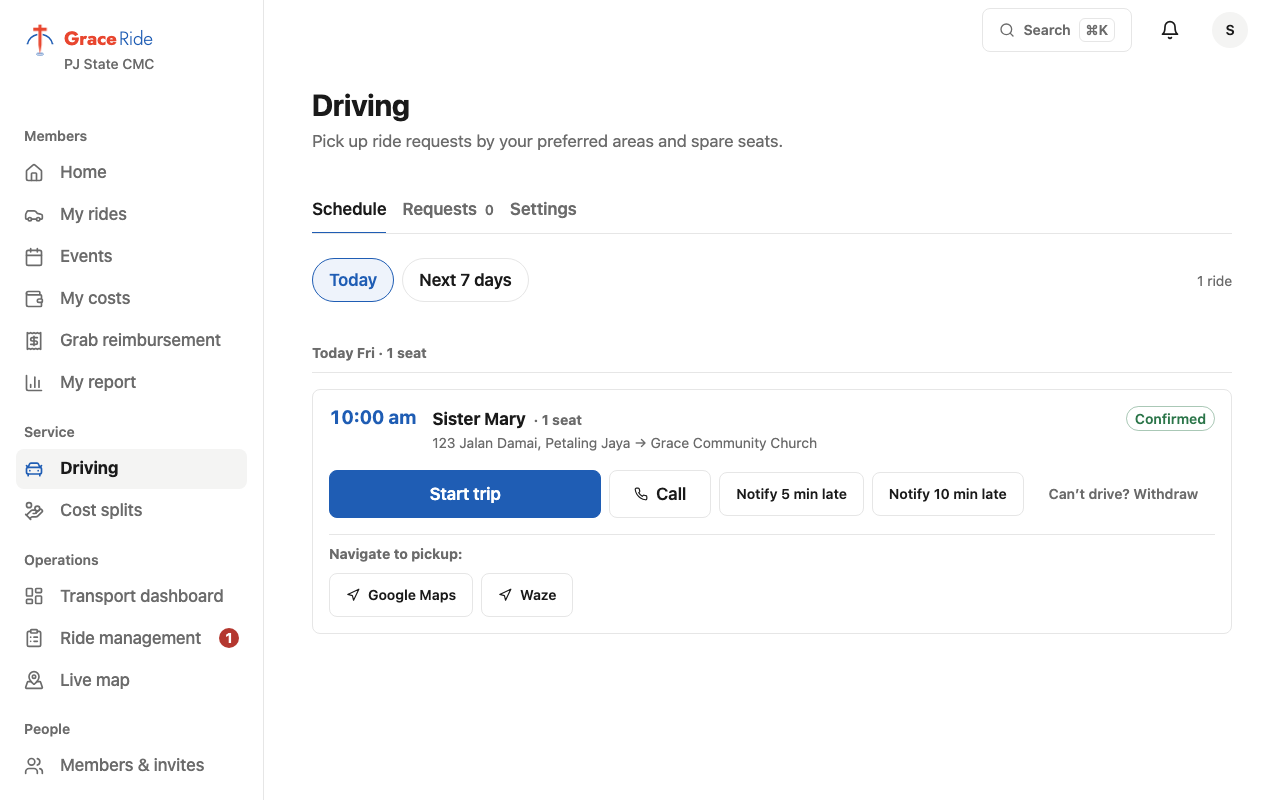 Grace Ride
PJ State CMC
Search ⌘K
S
Members
Home
My rides
Events
My costs
Grab reimbursement
My report
Service
Driving
Cost splits
Operations
Transport dashboard
Ride management 1
Live map
People
Members & invites
Driving
Pick up ride requests by your preferred areas and spare seats.
Schedule Requests 0 Settings
Today Next 7 days 1 ride
Today Fri · 1 seat
10:00 am Sister Mary · 1 seat Confirmed
123 Jalan Damai, Petaling Jaya → Grace Community Church
Start trip Call Notify 5 min late Notify 10 min late Can’t drive? Withdraw
Navigate to pickup:
Google Maps Waze